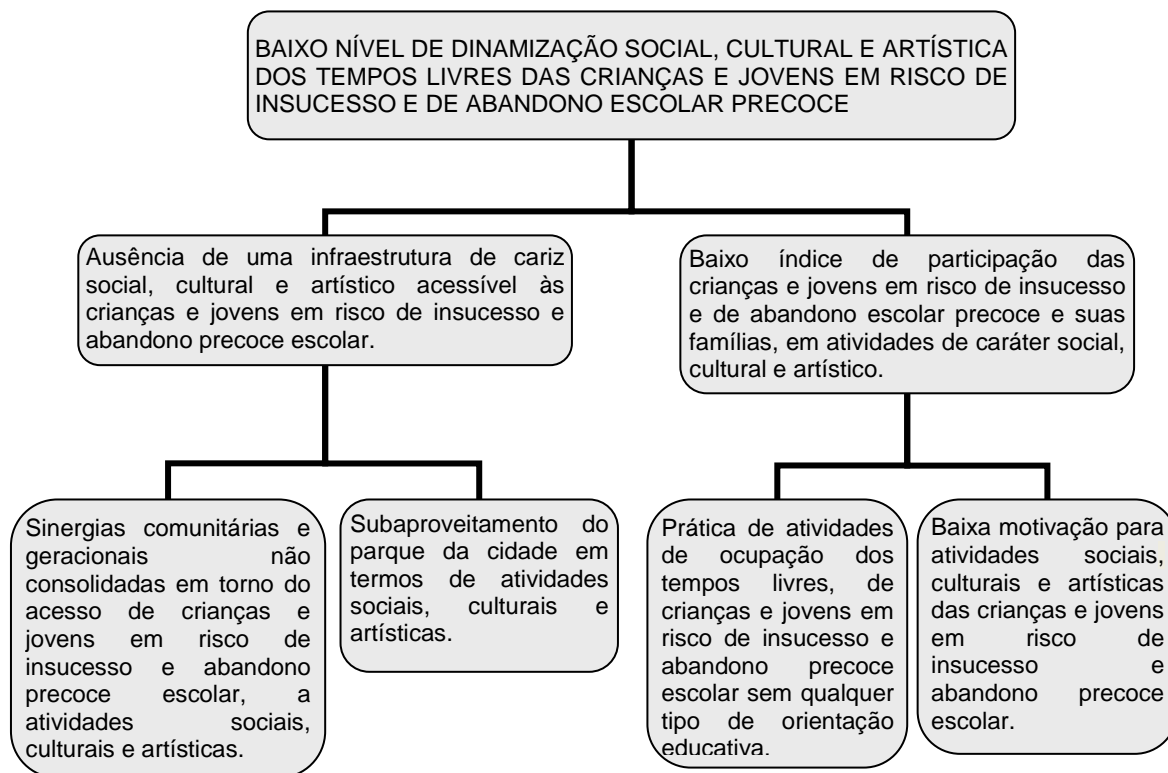 BAIXO NÍVEL DE DINAMIZAÇÃO SOCIAL, CULTURAL E ARTÍSTICA
DOS TEMPOS LIVRES DAS CRIANÇAS E JOVENS EM RISCO DE
INSUCESSO E DE ABANDONO ESCOLAR PRECOCE
Ausência de uma infraestrutura de cariz
social, cultural e artístico acessível às
crianças e jovens em risco de insucesso e
abandono precoce escolar.
Baixo índice de participação das
crianças e jovens em risco de insucesso
e de abandono escolar precoce e suas
famílias, em atividades de caráter social,
cultural e artístico.
Sinergias comunitárias e
geracionais não
consolidadas em torno do
acesso de crianças e
jovens em risco de
insucesso e abandono
precoce escolar, a
atividades sociais,
culturais e artísticas.
Subaproveitamento do
parque da cidade em
termos de atividades
sociais, culturais e
artísticas.
Prática de atividades
de ocupação dos
tempos livres, de
crianças e jovens em
risco de insucesso e
abandono precoce
escolar sem qualquer
tipo de orientação
educativa.
Baixa motivação para
atividades sociais,
culturais e artísticas
das crianças e jovens
em risco de
insucesso e
abandono precoce
escolar.